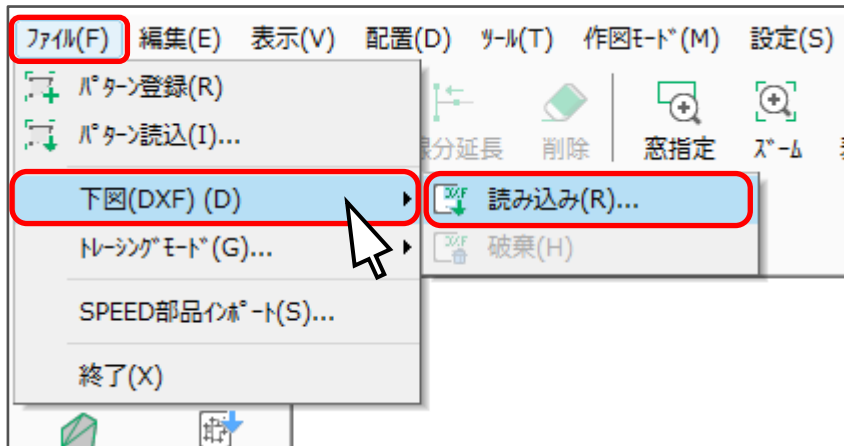 ﾌｧｲﾙ(F) 編集(E) 表示(V) 配置(D) ﾂｰﾙ(T) 作図ﾓｰﾄﾞ(M) 設定(S)
ﾊﾟﾀｰﾝ登録(R)
ﾊﾟﾀｰﾝ読込(I)...
分延長 削除 窓指定 ｽﾞｰﾑ
下図(DXF) (D) 読み込み(R)...
ﾄﾚｰｼﾝｸﾞﾓｰﾄﾞ(G)... 破棄(H)
SPEED部品ｲﾝﾎﾟｰﾄ(S)...
終了(X)